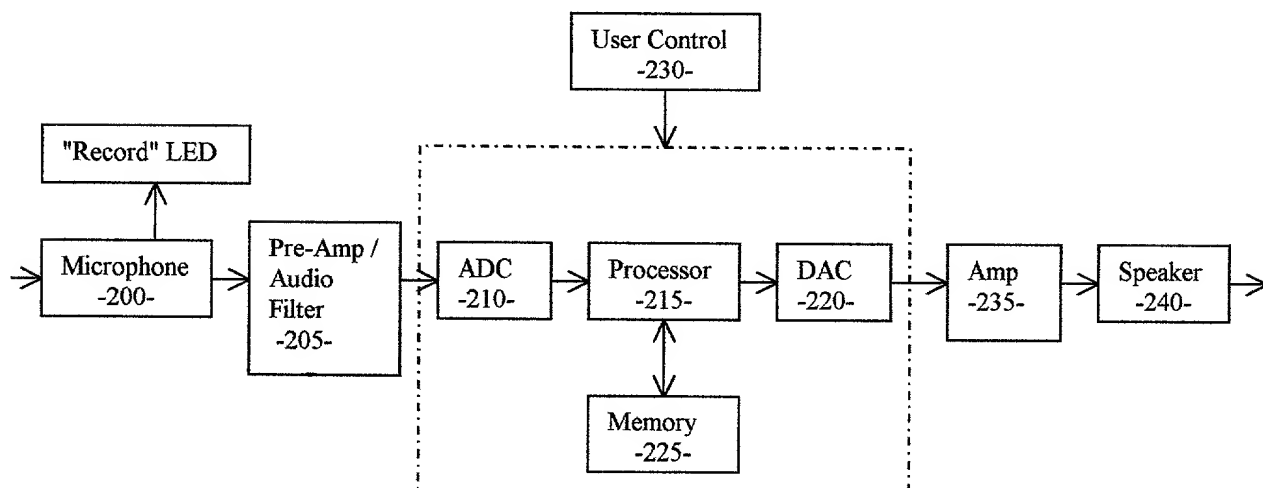 User Control
-230-
"Record" LED
Microphone
-200-
Pre-Amp /
Audio
Filter
-205-
ADC
-210-
Processor
-215-
DAC
-220-
Amp
-235-
Speaker
-240-
Memory
-225-